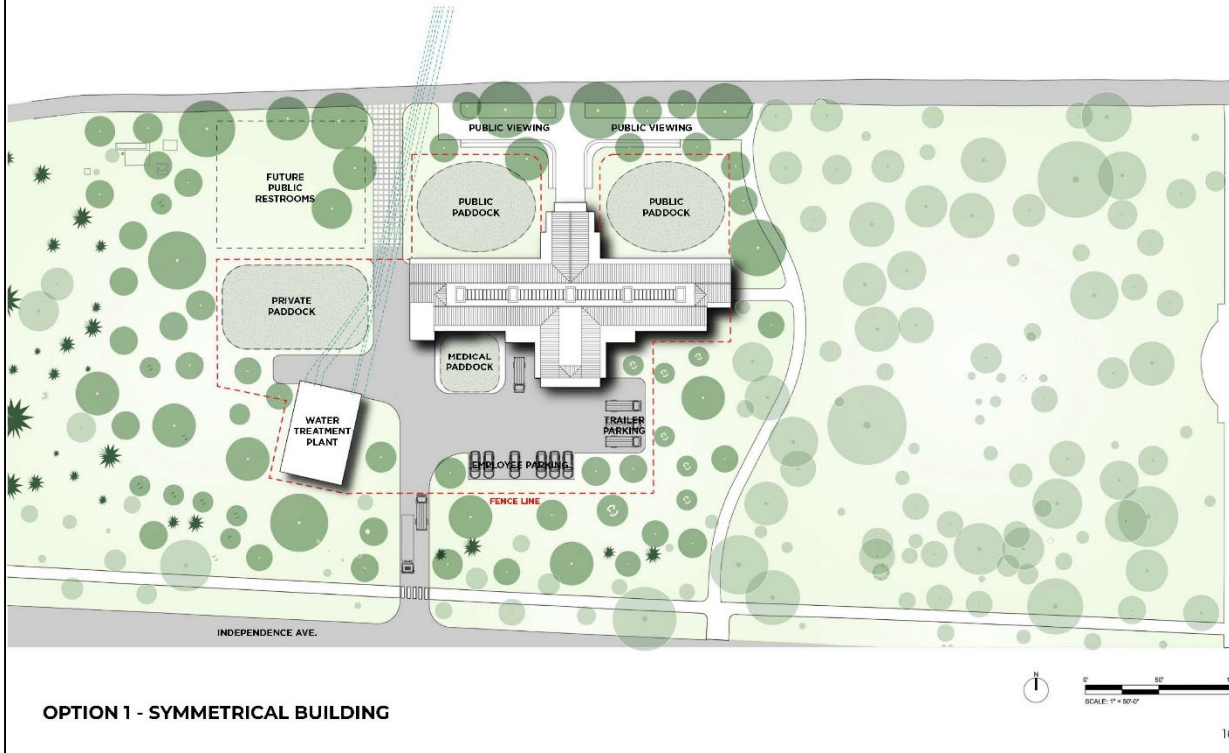 PUBLIC VIEWING
PUBLIC VIEWING
FUTURE
PUBLIC
RESTROOMS
PUBLIC
PADDOCK
PUBLIC
PADDOCK
PRIVATE
PADDOCK
MEDICAL
PADDOCK
WATER
TREATMENT
PLANT
TRAILER
PARKING
EMPLOYEE PARKING
FENCE LINE
INDEPENDENCE AVE.
N
0'
50'
SCALE: 1" = 50'-0"
OPTION 1 - SYMMETRICAL BUILDING